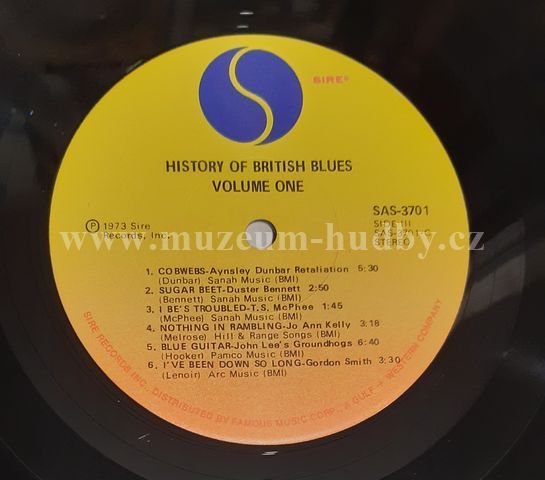 SIRE®
HISTORY OF BRITISH BLUES
VOLUME ONE
SAS-3701
Ⓟ 1973 Sire
Records, Inc.
SIDE III
SAS-3701-C
STEREO
www.muzeum-hudby.cz
1. COBWEBS-Aynsley Dunbar Retaliation 5:30
(Dunbar) Sanah Music (BMI)
2. SUGAR BEET-Duster Bennett 2:50
(Bennett) Sanah Music (BMI)
3. I BE'S TROUBLED-T.S. McPhee 1:45
(McPhee) Sanah Music (BMI)
4. NOTHING IN RAMBLING-Jo Ann Kelly 3:18
(Melrose) Hill & Range Songs (BMI)
5. BLUE GUITAR-John Lee's Groundhogs 6:40
(Hooker) Pamco Music (BMI)
6. I'VE BEEN DOWN SO LONG-Gordon Smith 3:30
(Lenoir) Arc Music (BMI)
SIRE RECORDS INC., DISTRIBUTED BY FAMOUS MUSIC CORP., A GULF + WESTERN COMPANY